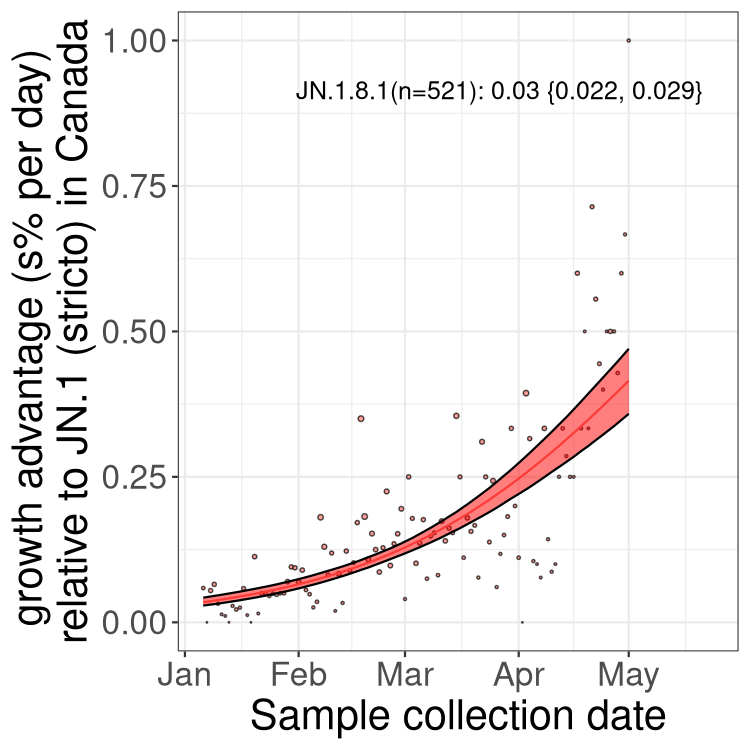 growth advantage (s% per day)
relative to JN.1 (stricto) in Canada
1.00
0.75
0.50
0.25
0.00
JN.1.8.1(n=521): 0.03 {0.022, 0.029}
Jan Feb Mar Apr May
Sample collection date